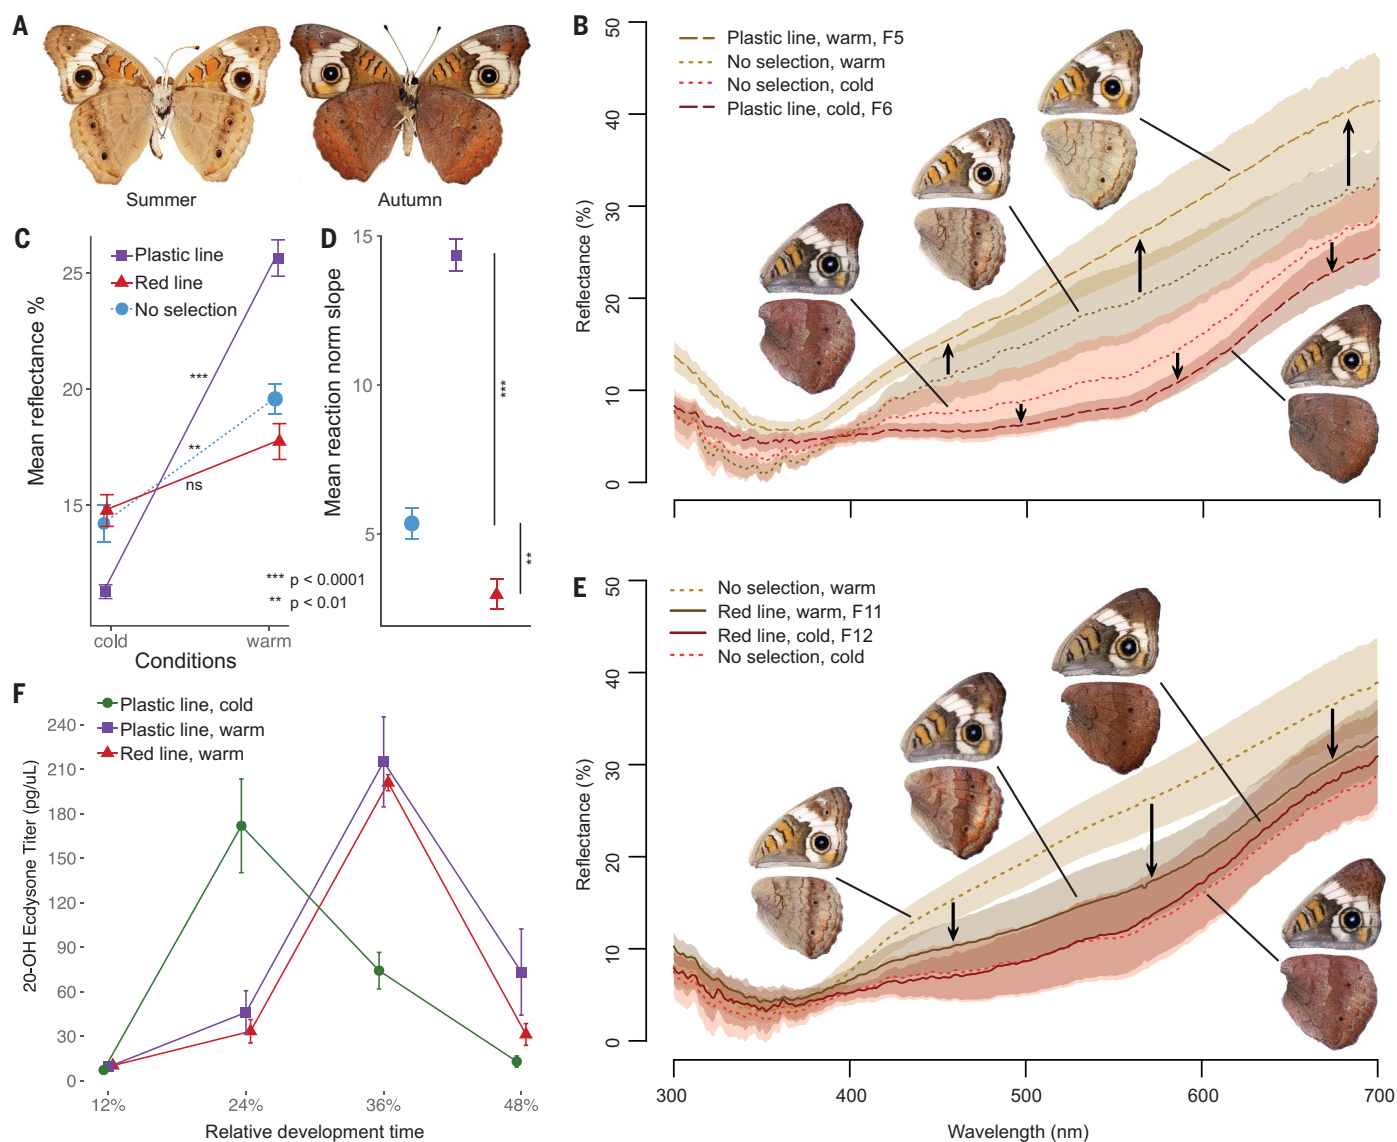 A
Summer
Autumn
B
Plastic line, warm, F5
No selection, warm
No selection, cold
Plastic line, cold, F6
Reflectance (%)
50
40
30
20
10
0
300
400
500
600
700
C
Plastic line
Red line
No selection
Mean reflectance %
25
20
15
***
**
ns
*** p < 0.0001
** p < 0.01
cold
warm
Conditions
D
Mean reaction norm slope
15
10
5
***
**
E
No selection, warm
Red line, warm, F11
Red line, cold, F12
No selection, cold
Reflectance (%)
50
40
30
20
10
0
300
400
500
600
700
Wavelength (nm)
F
Plastic line, cold
Plastic line, warm
Red line, warm
20-OH Ecdysone Titer (pg/uL)
240
210
180
150
120
90
60
30
0
12%
24%
36%
48%
Relative development time